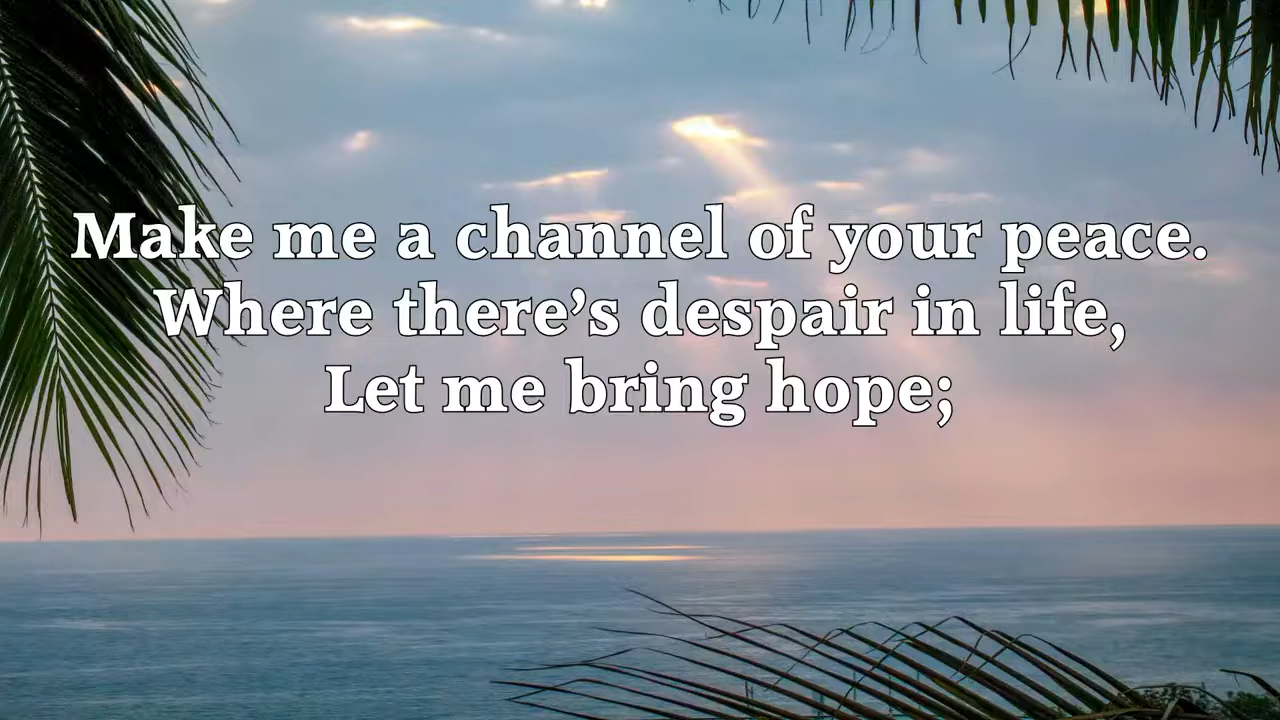 Make me a channel of your peace.
Where there’s despair in life,
Let me bring hope;